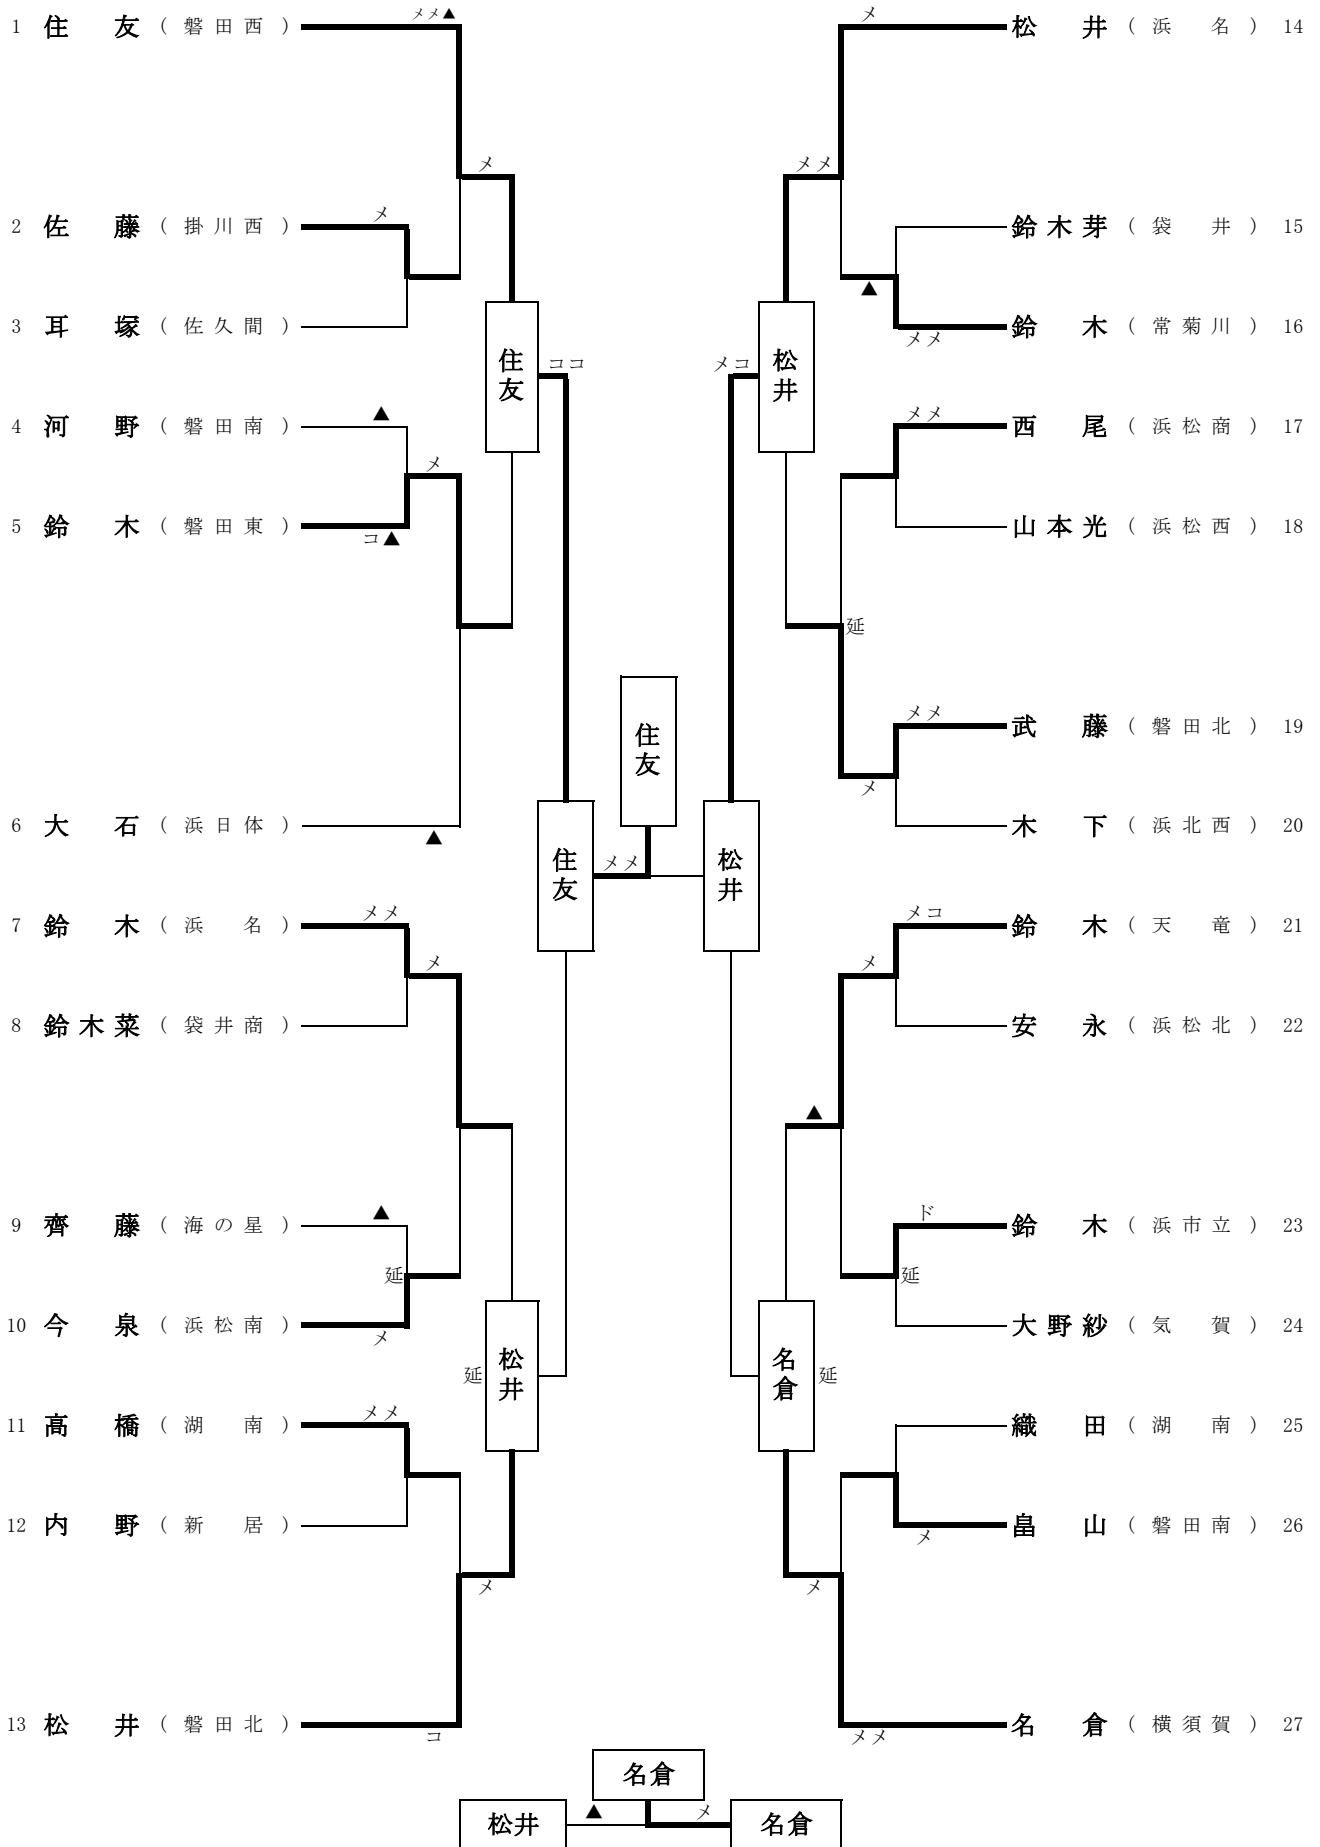 1 住友 （磐田西）
メメ▲
メ
2 佐藤 （掛川西）
メ
3 耳塚 （佐久間）
住友
ココ
4 河野 （磐田南）
▲
メ
5 鈴木 （磐田東）
コ▲
6 大石 （浜日体）
▲
住友
メメ
7 鈴木 （浜名）
メメ
メ
8 鈴木菜 （袋井商）
9 齊藤 （海の星）
▲
延
10 今泉 （浜松南）
メ
延
松井
11 高橋 （湖南）
メメ
12 内野 （新居）
メ
13 松井 （磐田北）
コ
住友
メ
松井 （浜名） 14
メメ
鈴木芽 （袋井） 15
▲
鈴木 （常菊川） 16
メメ
メコ
松井
メメ
西尾 （浜松商） 17
山本光 （浜松西） 18
延
メメ
武藤 （磐田北） 19
メ
木下 （浜北西） 20
松井
メコ
鈴木 （天竜） 21
メ
安永 （浜松北） 22
▲
ド
鈴木 （浜市立） 23
延
大野紗 （気賀） 24
名倉
延
織田 （湖南） 25
畠山 （磐田南） 26
メ
メ
名倉 （横須賀） 27
メメ
名倉
松井
▲
メ
名倉